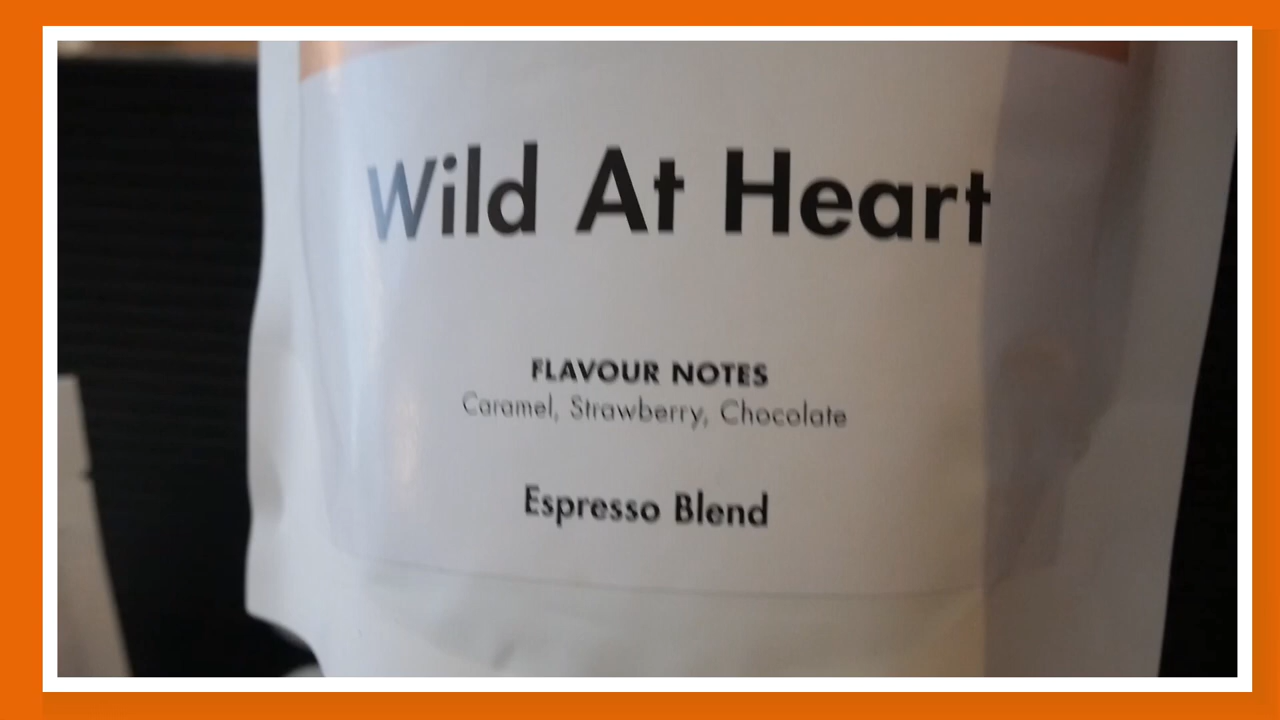 Wild At Heart
FLAVOUR NOTES
Caramel, Strawberry, Chocolate
Espresso Blend